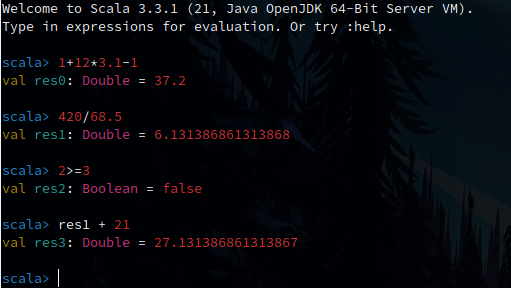 Welcome to Scala 3.3.1 (21, Java OpenJDK 64-Bit Server VM).
Type in expressions for evaluation. Or try :help.
scala> 1+12*3.1-1
val res0: Double = 37.2
scala> 420/68.5
val res1: Double = 6.131386861313868
scala> 2>=3
val res2: Boolean = false
scala> res1 + 21
val res3: Double = 27.131386861313867
scala>